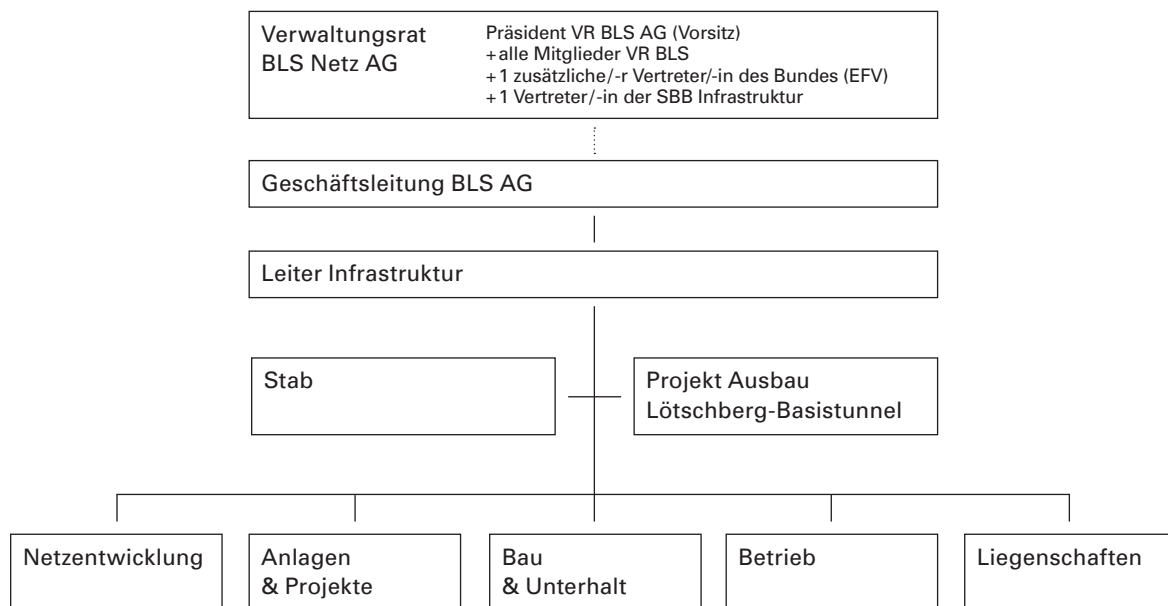 Verwaltungsrat
BLS Netz AG
Präsident VR BLS AG (Vorsitz)
+alle Mitglieder VR BLS
+1 zusätzliche/-r Vertreter/-in des Bundes (EFV)
+1 Vertreter/-in der SBB Infrastruktur
Geschäftsleitung BLS AG
Leiter Infrastruktur
Stab
Projekt Ausbau
Lötschberg-Basistunnel
Netzentwicklung
Anlagen
& Projekte
Bau
& Unterhalt
Betrieb
Liegenschaften